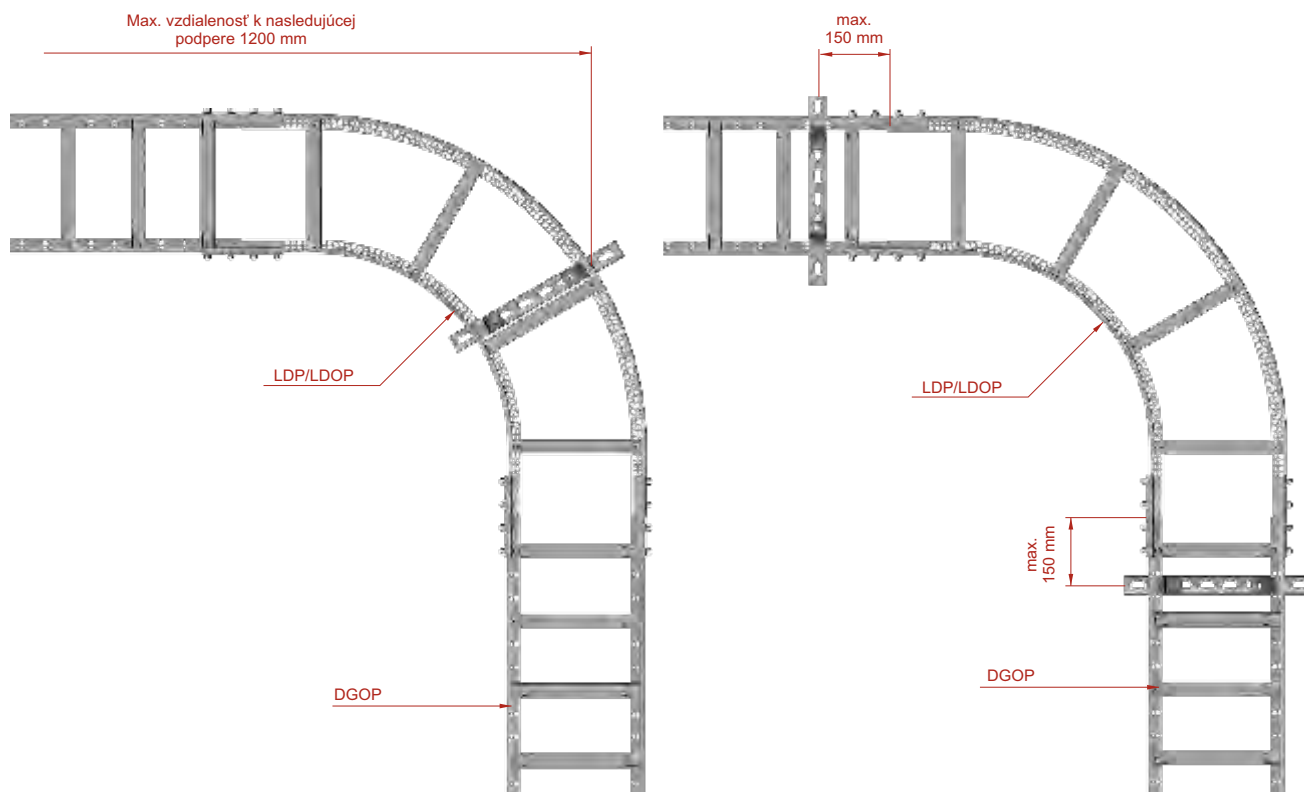 Max. vzdialenosť k nasledujúcej
podpere 1200 mm
LDP/LDOP
DGOP
max.
150 mm
LDP/LDOP
max.
150 mm
DGOP